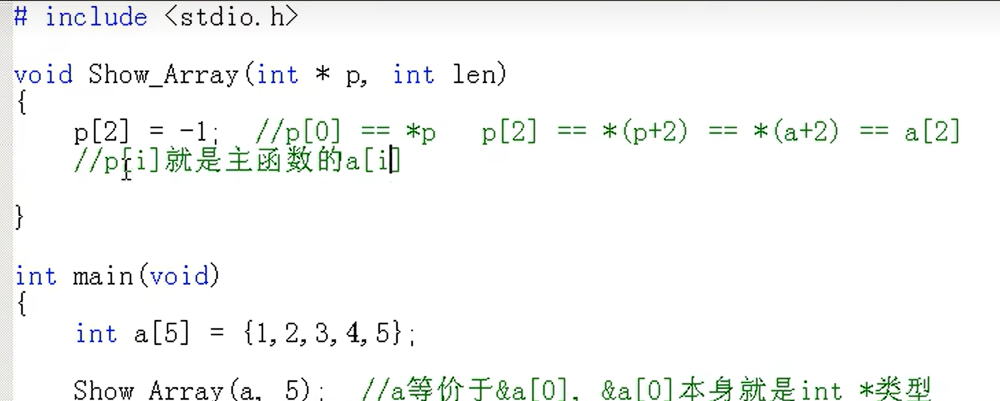 # include <stdio.h>
void Show_Array(int * p, int len)
{
p[2] = -1;  //p[0] == *p   p[2] == *(p+2) == *(a+2) == a[2]
//p[i]就是主函数的a[i]
}
int main(void)
{
int a[5] = {1,2,3,4,5};
Show_Array(a, 5);  //a等价于&a[0], &a[0]本身就是int *类型